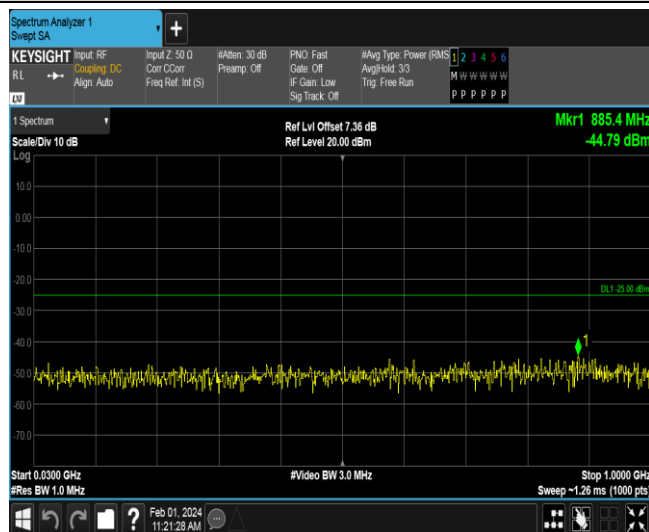 Spectrum Analyzer 1
Swept SA
+
KEYSIGHT Input: RF Input Z: 50 Ω #Atten: 30 dB PNO: Fast #Avg Type: Power (RMS 1 2 3 4 5 6
RL Coupling: DC Corr CCorr Preamp: Off Gate: Off Avg|Hold: 3/3 M W W W W W
Align: Auto Freq Ref: Int (S) IF Gain: Low Trig: Free Run
LXI Sig Track: Off P P P P P P
1 Spectrum Ref Lvl Offset 7.36 dB Mkr1 885.4 MHz
Scale/Div 10 dB Ref Level 20.00 dBm -44.79 dBm
Log
10.0
0.00
-10.0
-20.0
DL1 -25.00 dBm
-30.0
-40.0
1
-50.0
-60.0
-70.0
Start 0.0300 GHz #Video BW 3.0 MHz Stop 1.0000 GHz
#Res BW 1.0 MHz Sweep ~1.26 ms (1000 pts)
? Feb 01, 2024
11:21:28 AM